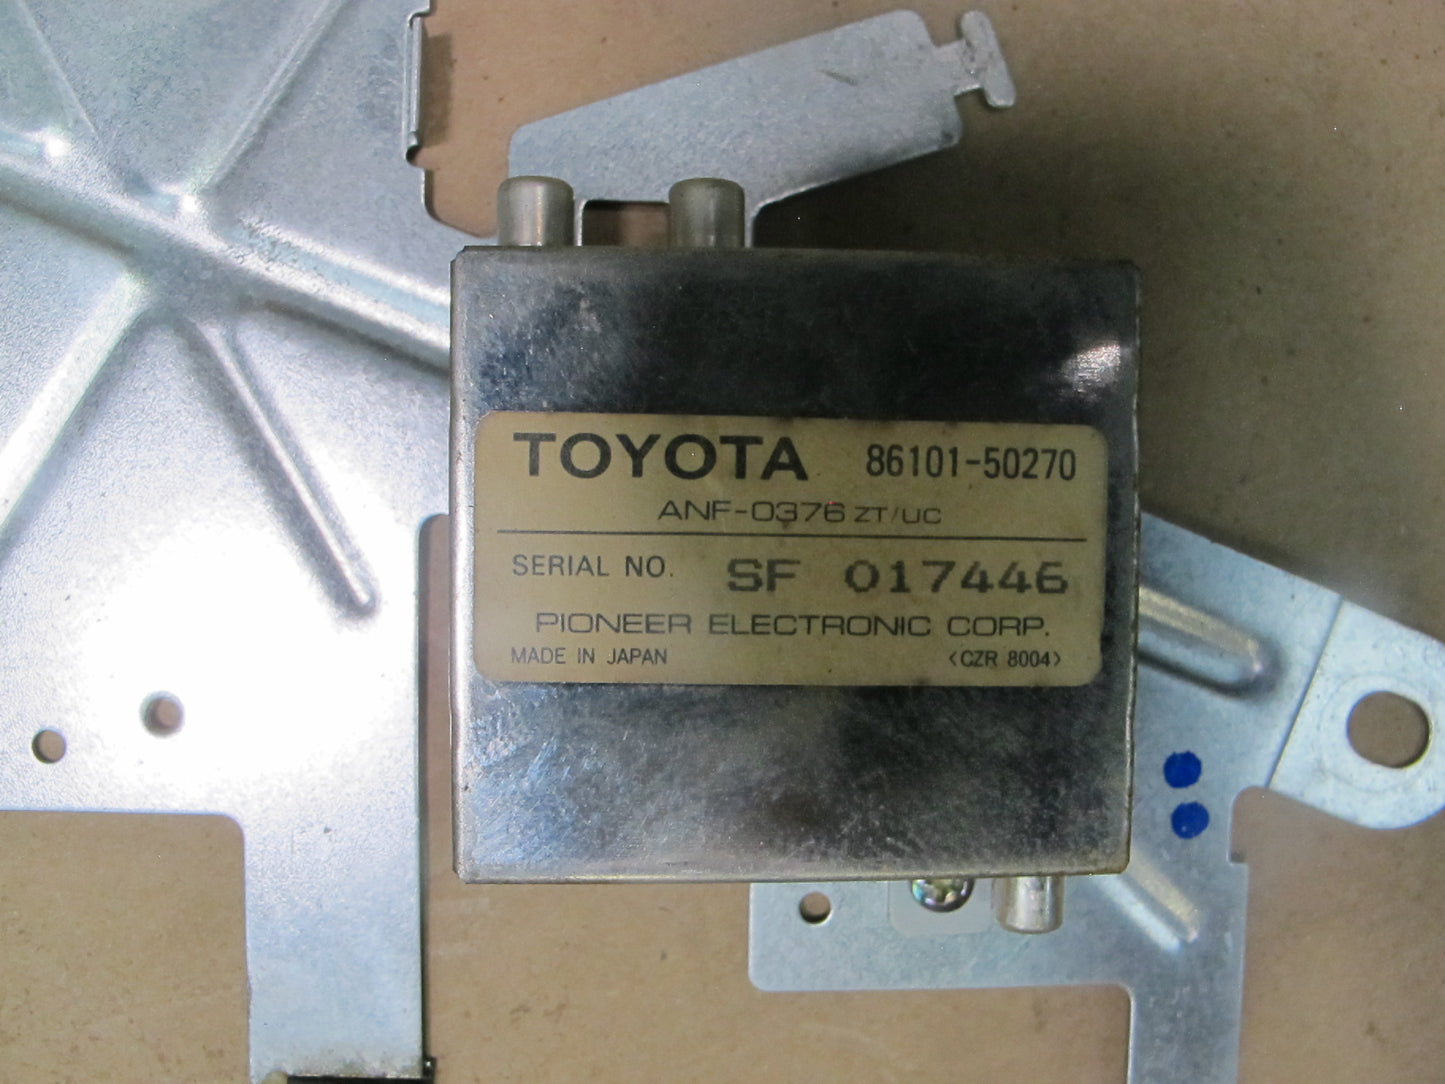 TOYOTA 86101-50270
ANF-0376 ZT/UC
SERIAL NO. SF 017446
PIONEER ELECTRONIC CORP.
MADE IN JAPAN <CZR 8004>